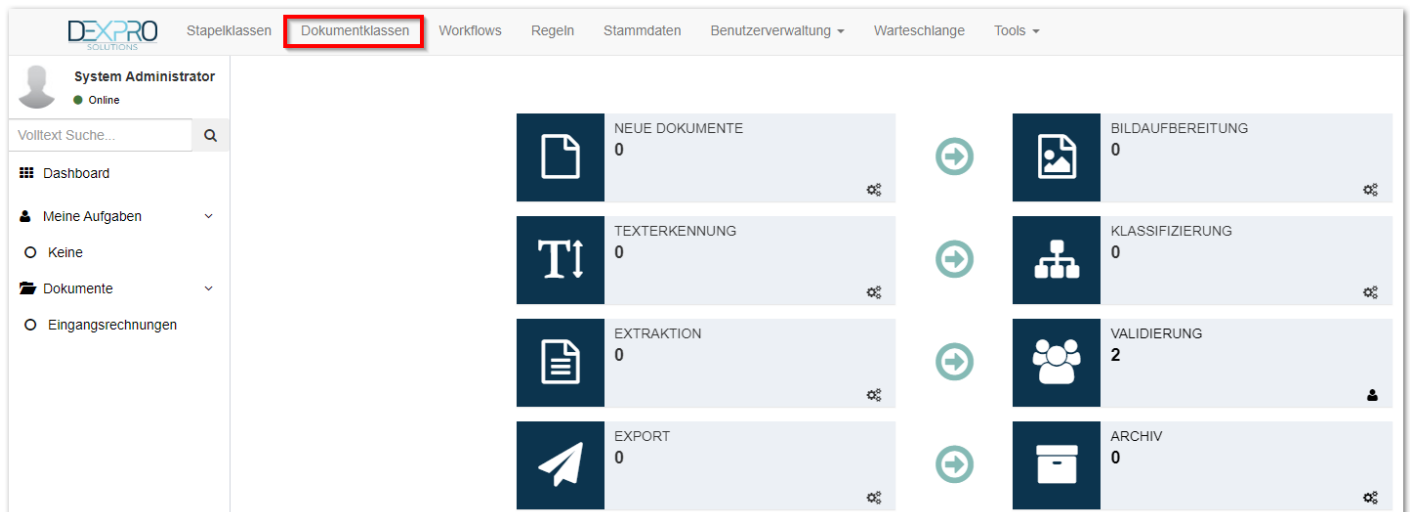 DEXPRO
SOLUTIONS
Stapelklassen Dokumentklassen Workflows Regeln Stammdaten Benutzerverwaltung Warteschlange Tools
System Administrator
Online
Volltext Suche...
Dashboard
Meine Aufgaben
Keine
Dokumente
Eingangsrechnungen
NEUE DOKUMENTE
0
BILDAUFBEREITUNG
0
TEXTERKENNUNG
0
KLASSIFIZIERUNG
0
EXTRAKTION
0
VALIDIERUNG
2
EXPORT
0
ARCHIV
0